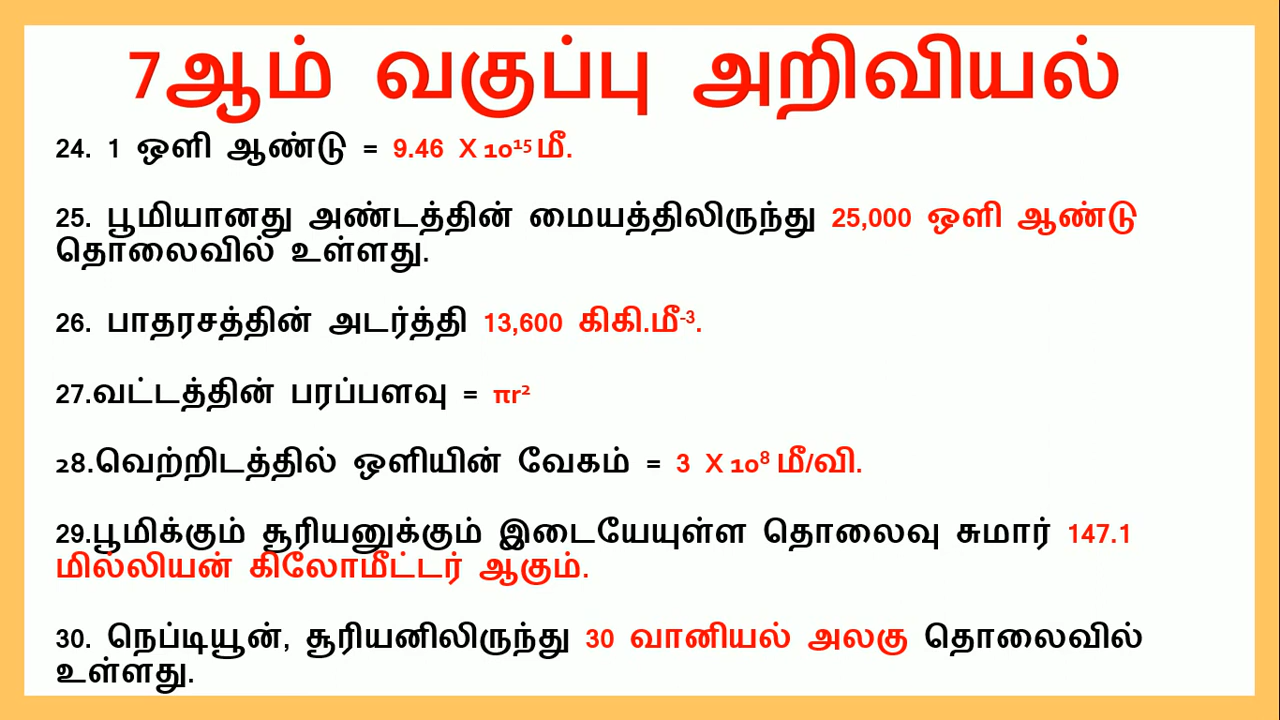 7ஆம் வகுப்பு அறிவியல்
24. 1 ஒளி ஆண்டு = 9.46 X 10¹⁵ மீ.
25. பூமியானது அண்டத்தின் மையத்திலிருந்து 25,000 ஒளி ஆண்டு
தொலைவில் உள்ளது.
26. பாதரசத்தின் அடர்த்தி 13,600 கிகி.மீ⁻³.
27.வட்டத்தின் பரப்பளவு = πr²
28.வெற்றிடத்தில் ஒளியின் வேகம் = 3 X 10⁸ மீ/வி.
29.பூமிக்கும் சூரியனுக்கும் இடையேயுள்ள தொலைவு சுமார் 147.1
மில்லியன் கிலோமீட்டர் ஆகும்.
30. நெப்டியூன், சூரியனிலிருந்து 30 வானியல் அலகு தொலைவில்
உள்ளது.